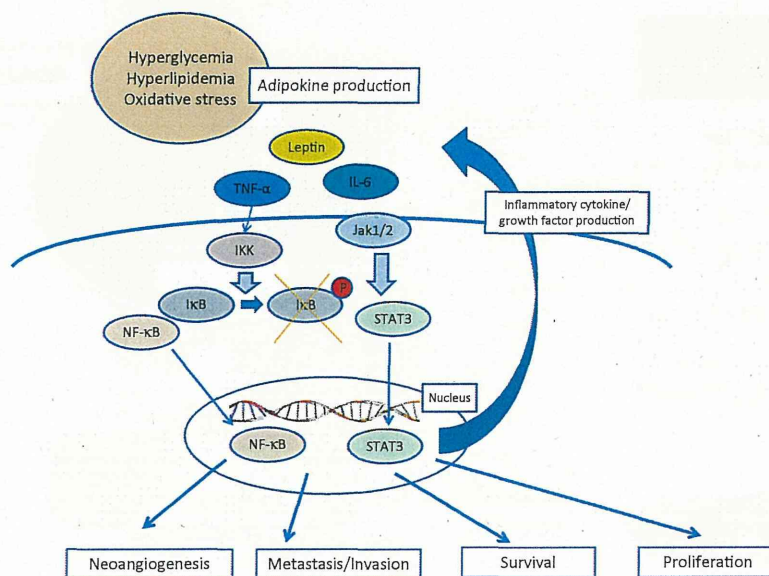 Hyperglycemia
Hyperlipidemia
Oxidative stress
Adipokine production
Leptin
TNF-α
IL-6
Inflammatory cytokine/
growth factor production
Jak1/2
IKK
IκB
IκB
P
NF-κB
STAT3
Nucleus
NF-κB
STAT3
Neoangiogenesis
Metastasis/Invasion
Survival
Proliferation